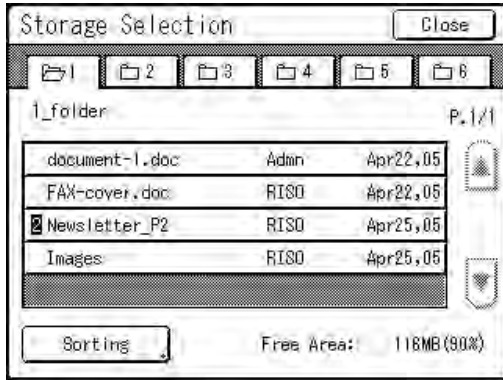 Storage Selection Close
1 2 3 4 5 6
1_folder P.1/1
document-1.doc Admn Apr22,05
FAX-cover.doc RISO Apr22,05
2 Newsletter_P2 RISO Apr25,05
Images RISO Apr25,05
Sorting Free Area: 116MB(90%)